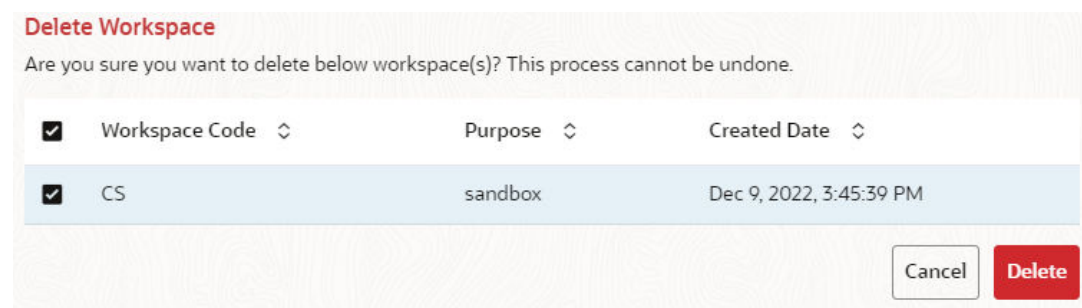 Delete Workspace
Are you sure you want to delete below workspace(s)? This process cannot be undone.
Workspace Code Purpose Created Date
CS sandbox Dec 9, 2022, 3:45:39 PM
Cancel Delete